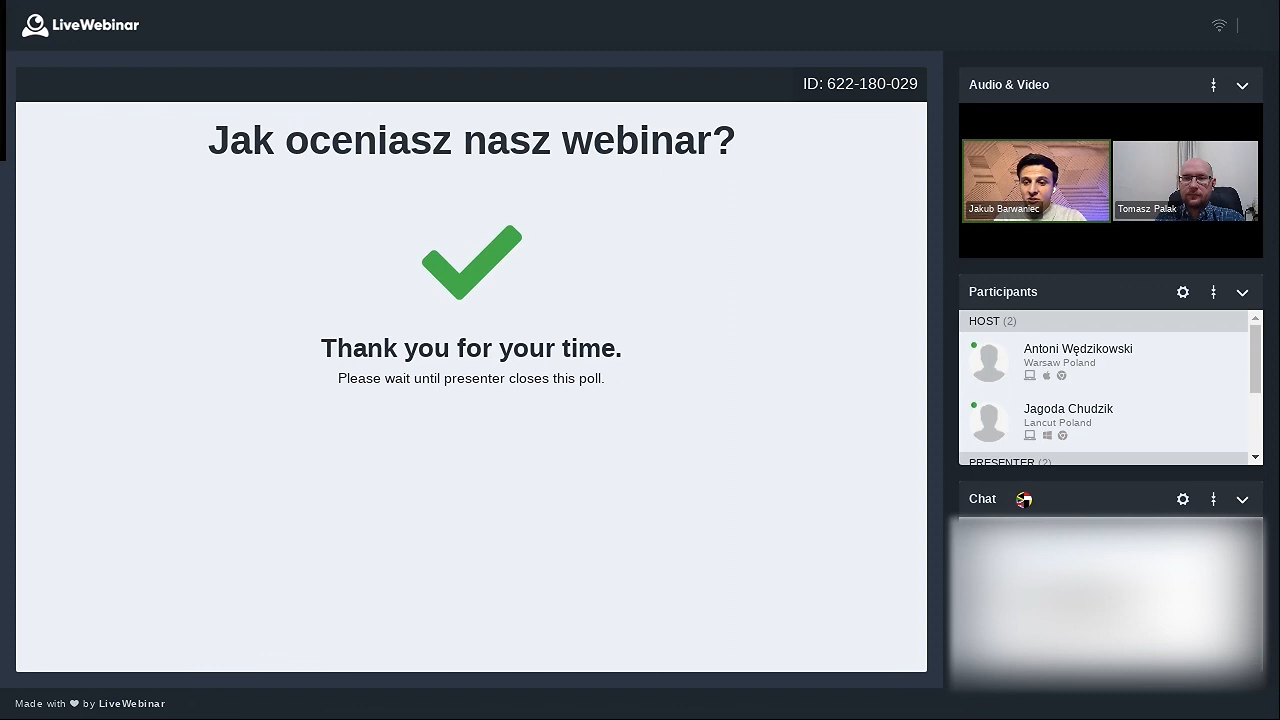 LiveWebinar
ID: 622-180-029
Jak oceniasz nasz webinar?
Thank you for your time.
Please wait until presenter closes this poll.
Audio & Video
Jakub Barwaniec
Tomasz Palak
Participants
HOST (2)
Antoni Wędzikowski
Warsaw Poland
Jagoda Chudzik
Lancut Poland
PRESENTER (2)
Chat
Made with ❤ by LiveWebinar